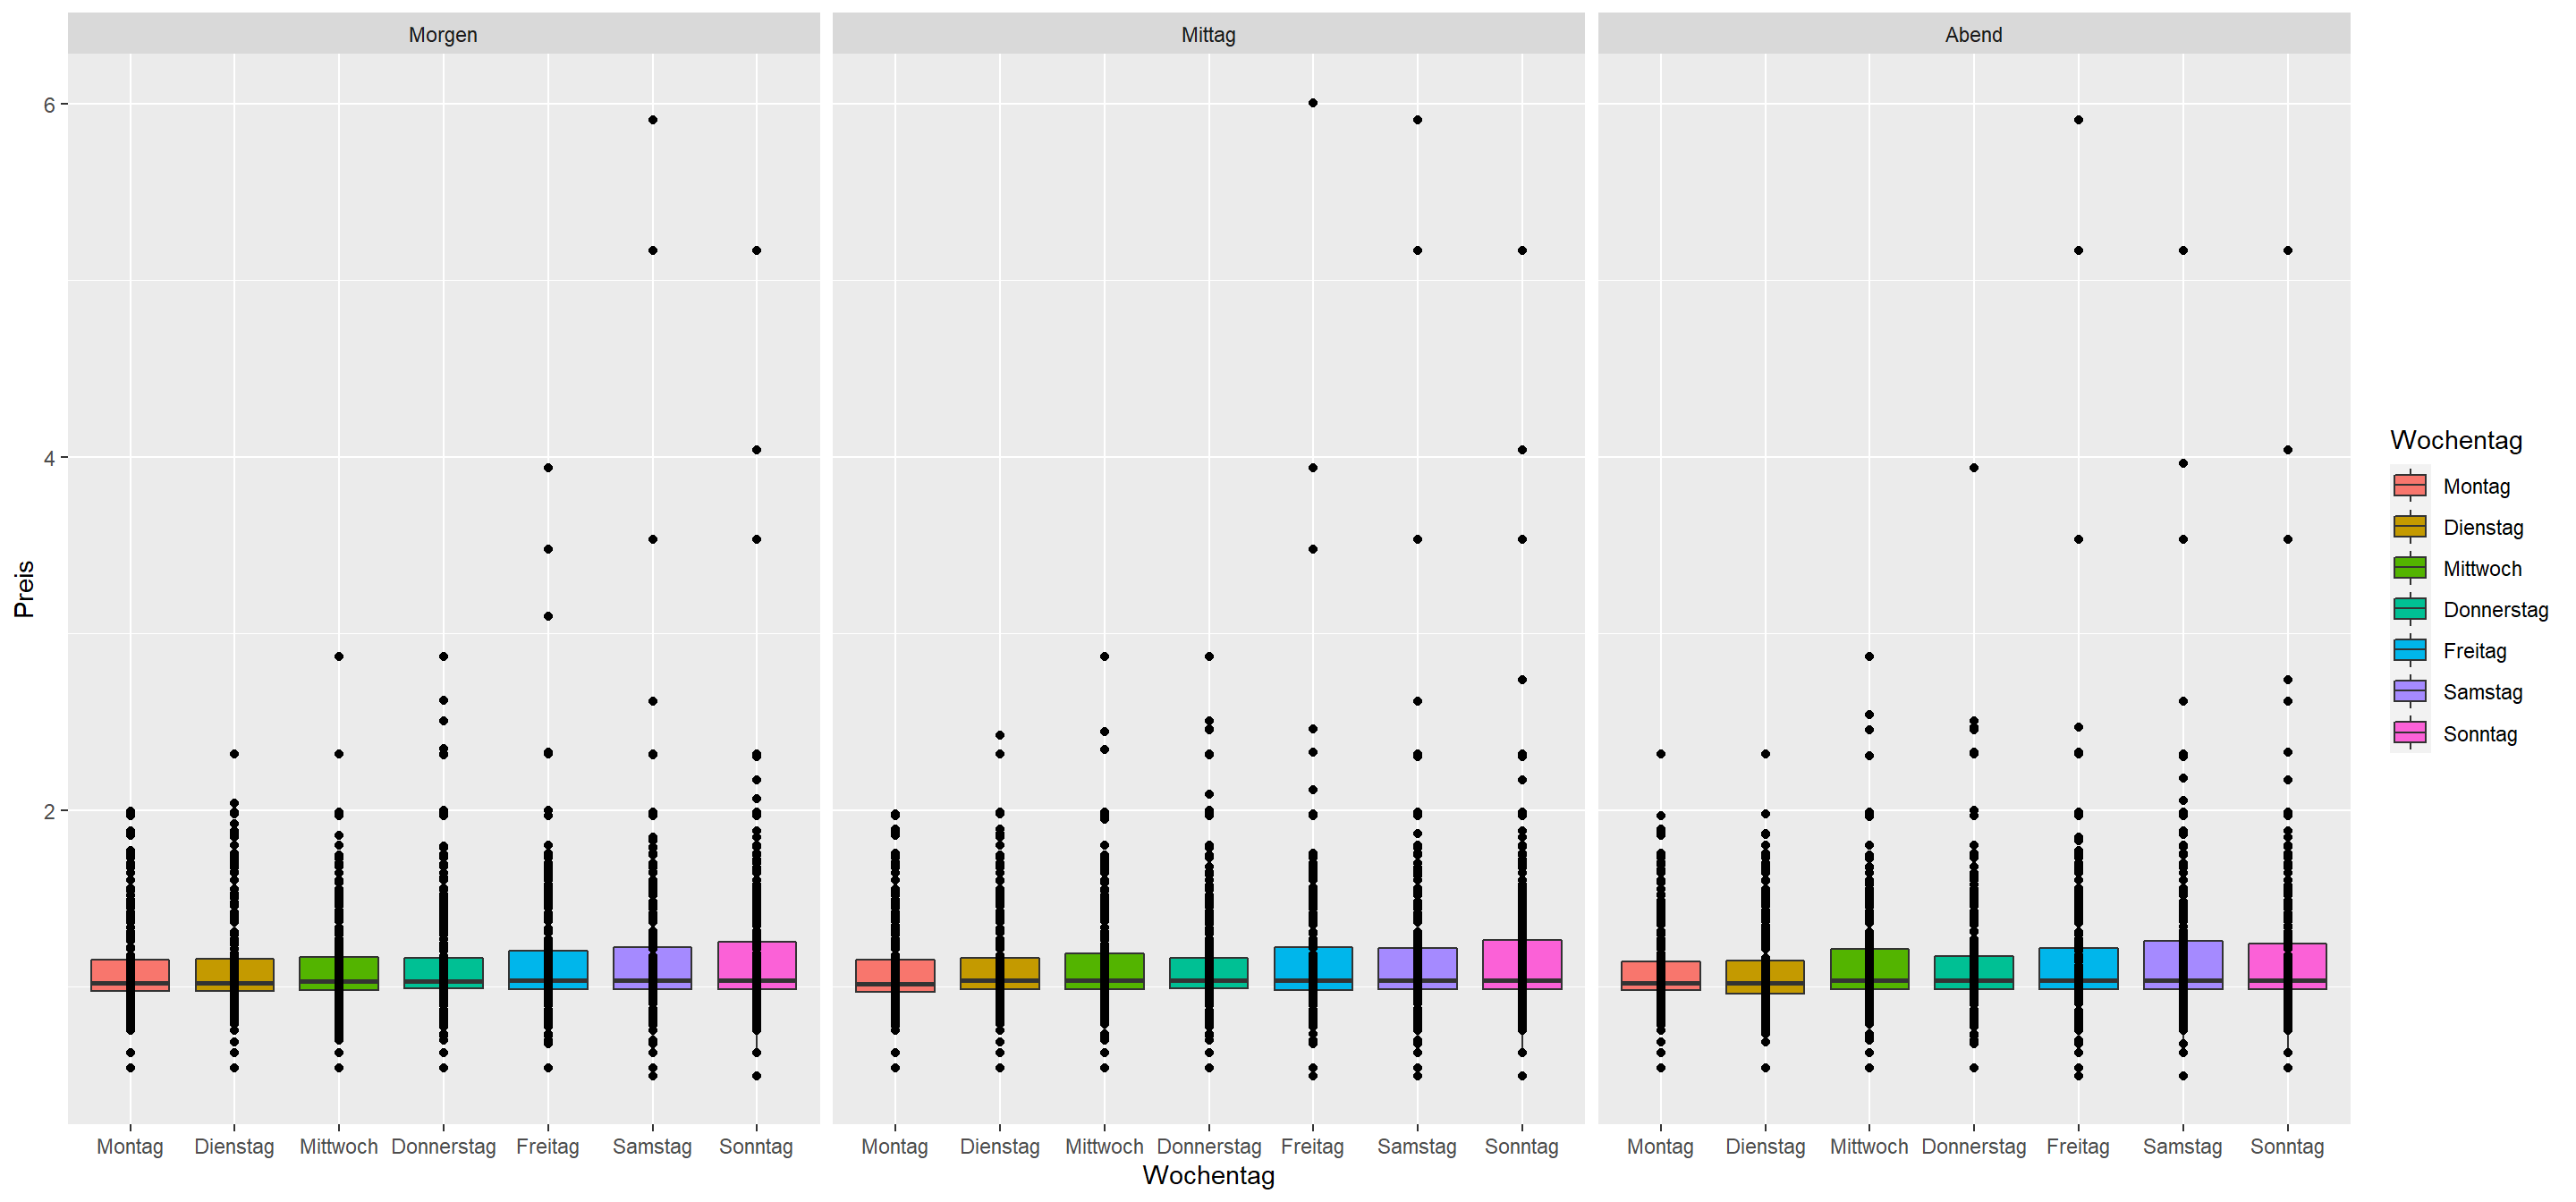 Morgen Mittag Abend
6
4
2
Preis
Montag Dienstag Mittwoch Donnerstag Freitag Samstag Sonntag Montag Dienstag Mittwoch Donnerstag Freitag Samstag Sonntag Montag Dienstag Mittwoch Donnerstag Freitag Samstag Sonntag
Wochentag
Wochentag
Montag
Dienstag
Mittwoch
Donnerstag
Freitag
Samstag
Sonntag